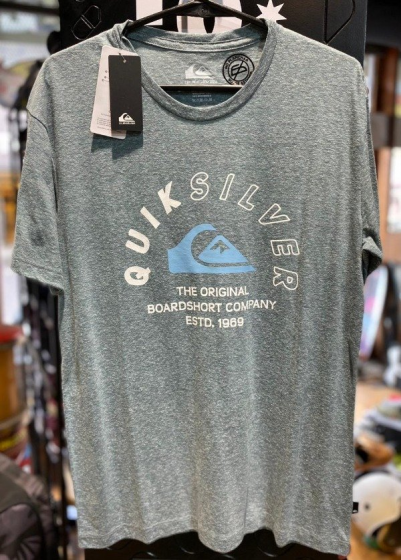 QUIKSILVER
THE ORIGINAL
BOARDSHORT COMPANY
ESTD. 1969